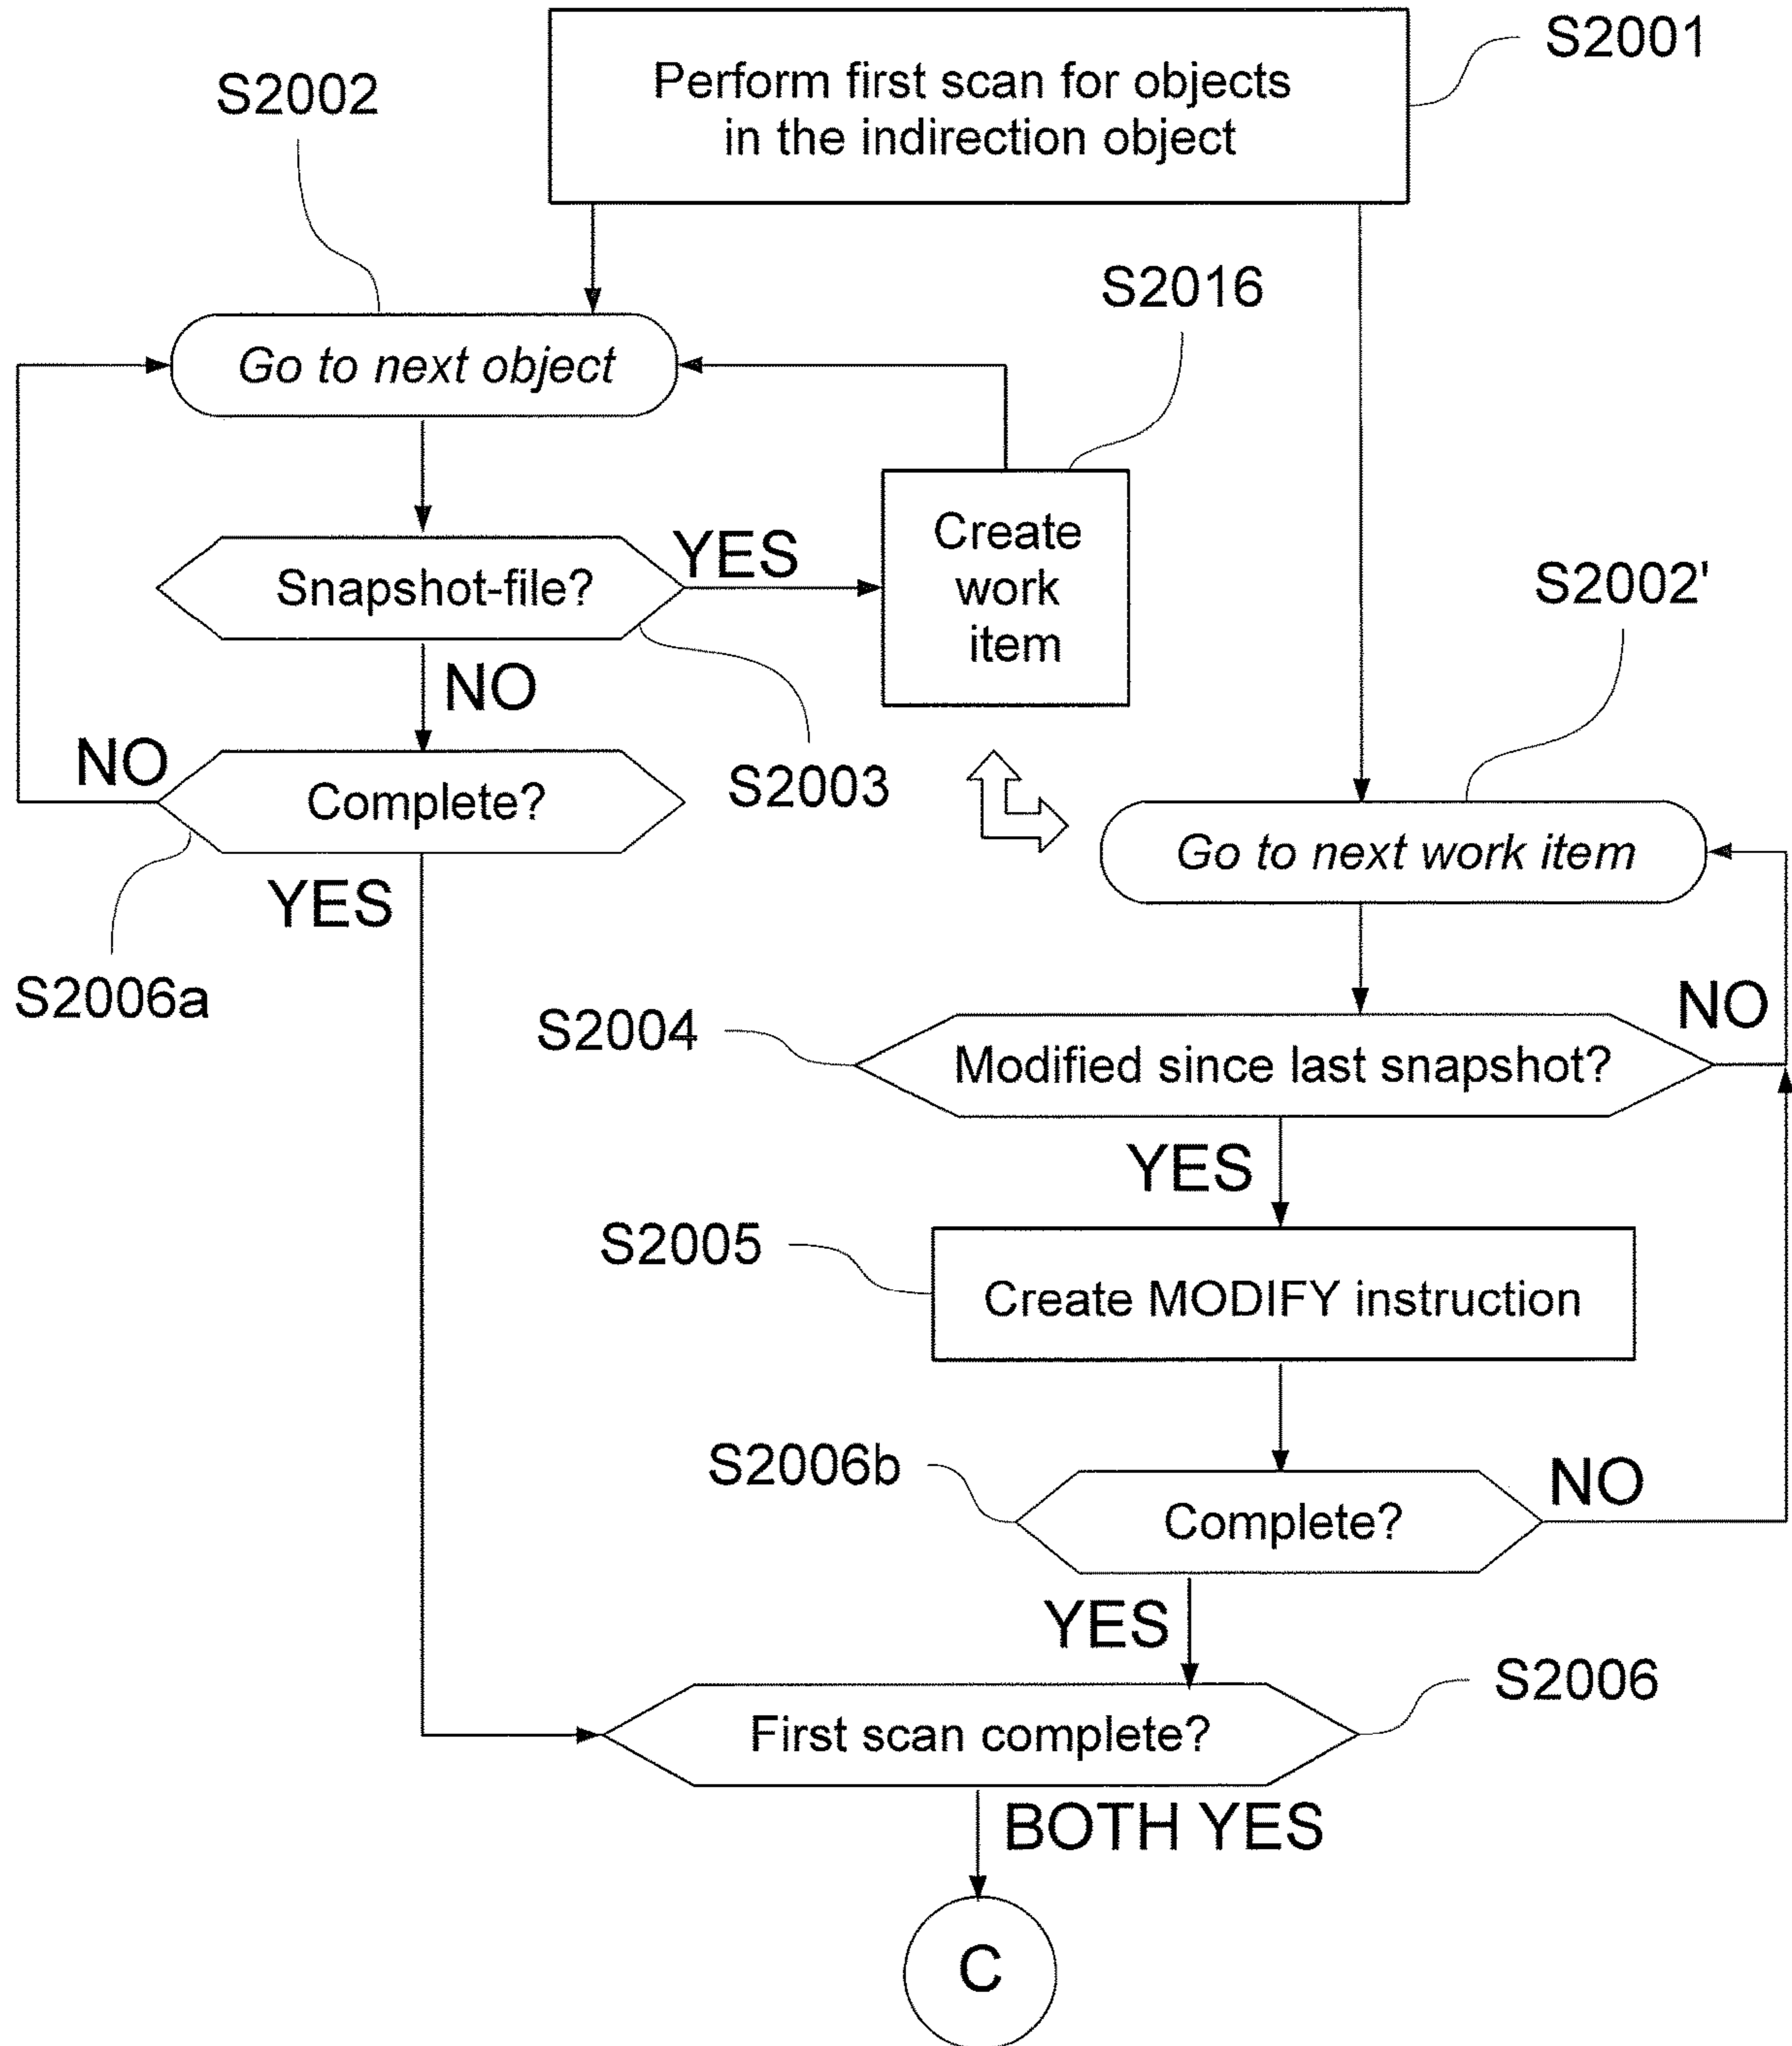 S2001
Perform first scan for objects
in the indirection object
S2002
S2016
Go to next object
Create
work
item
Snapshot-file?
YES
S2002'
NO
S2003
NO
Complete?
YES
Go to next work item
S2006a
NO
S2004
Modified since last snapshot?
YES
S2005
Create MODIFY instruction
S2006b
NO
Complete?
YES
S2006
First scan complete?
BOTH YES
C